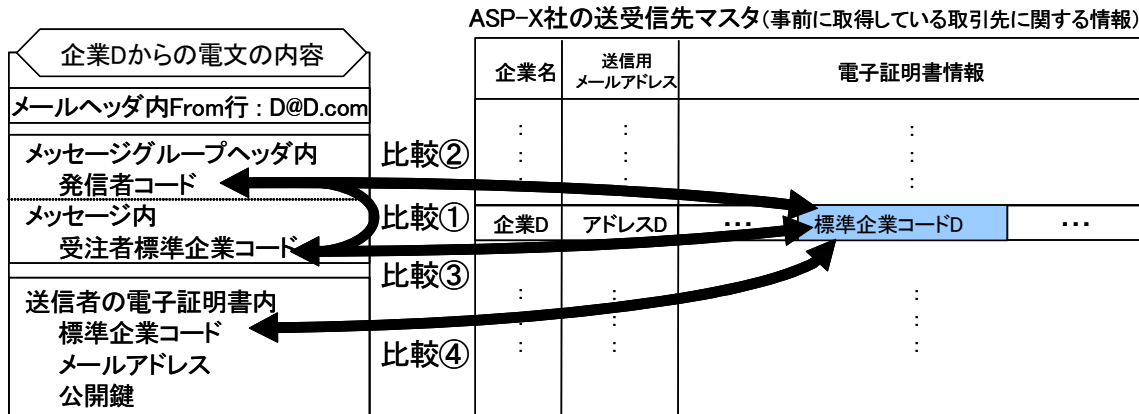 ASP-X社の送受信先マスタ(事前に取得している取引先に関する情報)
企業Dからの電文の内容
メールヘッダ内From行:D@D.com
メッセージグループヘッダ内
発信者コード
メッセージ内
受注者標準企業コード
送信者の電子証明書内
標準企業コード
メールアドレス
公開鍵
比較②
比較①
比較③
比較④
企業名
送信用
メールアドレス
電子証明書情報
: : :
: : :
企業D アドレスD ・・・ 標準企業コードD ・・・
: : :
: : :
: : :